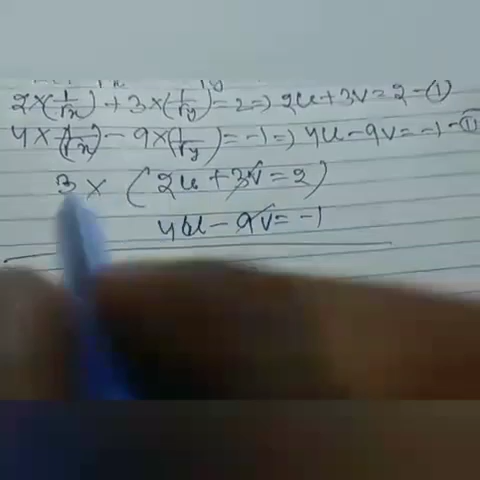 2×(1/√x) + 3×(1/√y) = 2 ⇒ 2u+3v = 2 -①
4×(1/√x) - 9×(1/√y) = -1 ⇒ 4u-9v = -1 -②
3 × (2u + 3v = 2)
4u - 9v = -1